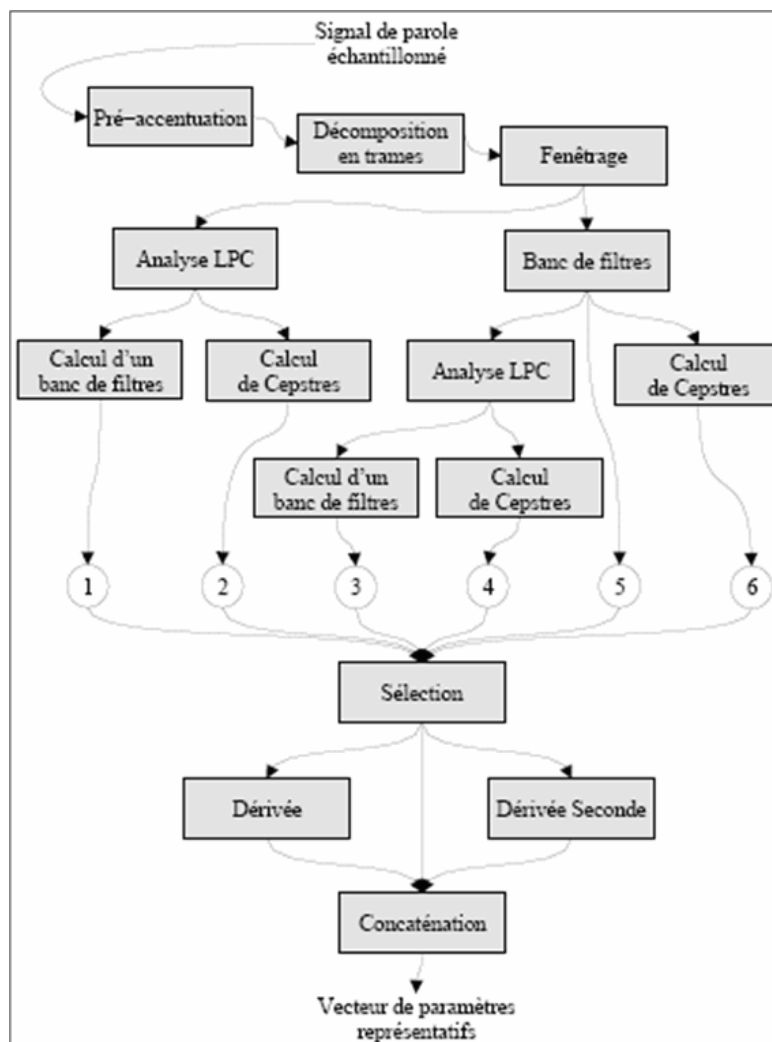 Signal de parole
échantillonné
Pré-accentuation
Décomposition
en trames
Fenêtrage
Analyse LPC
Banc de filtres
Calcul d'un
banc de filtres
Calcul
de Cepstres
Analyse LPC
Calcul
de Cepstres
Calcul d'un
banc de filtres
Calcul
de Cepstres
1
2
3
4
5
6
Sélection
Dérivée
Dérivée Seconde
Concaténation
Vecteur de paramètres
représentatifs